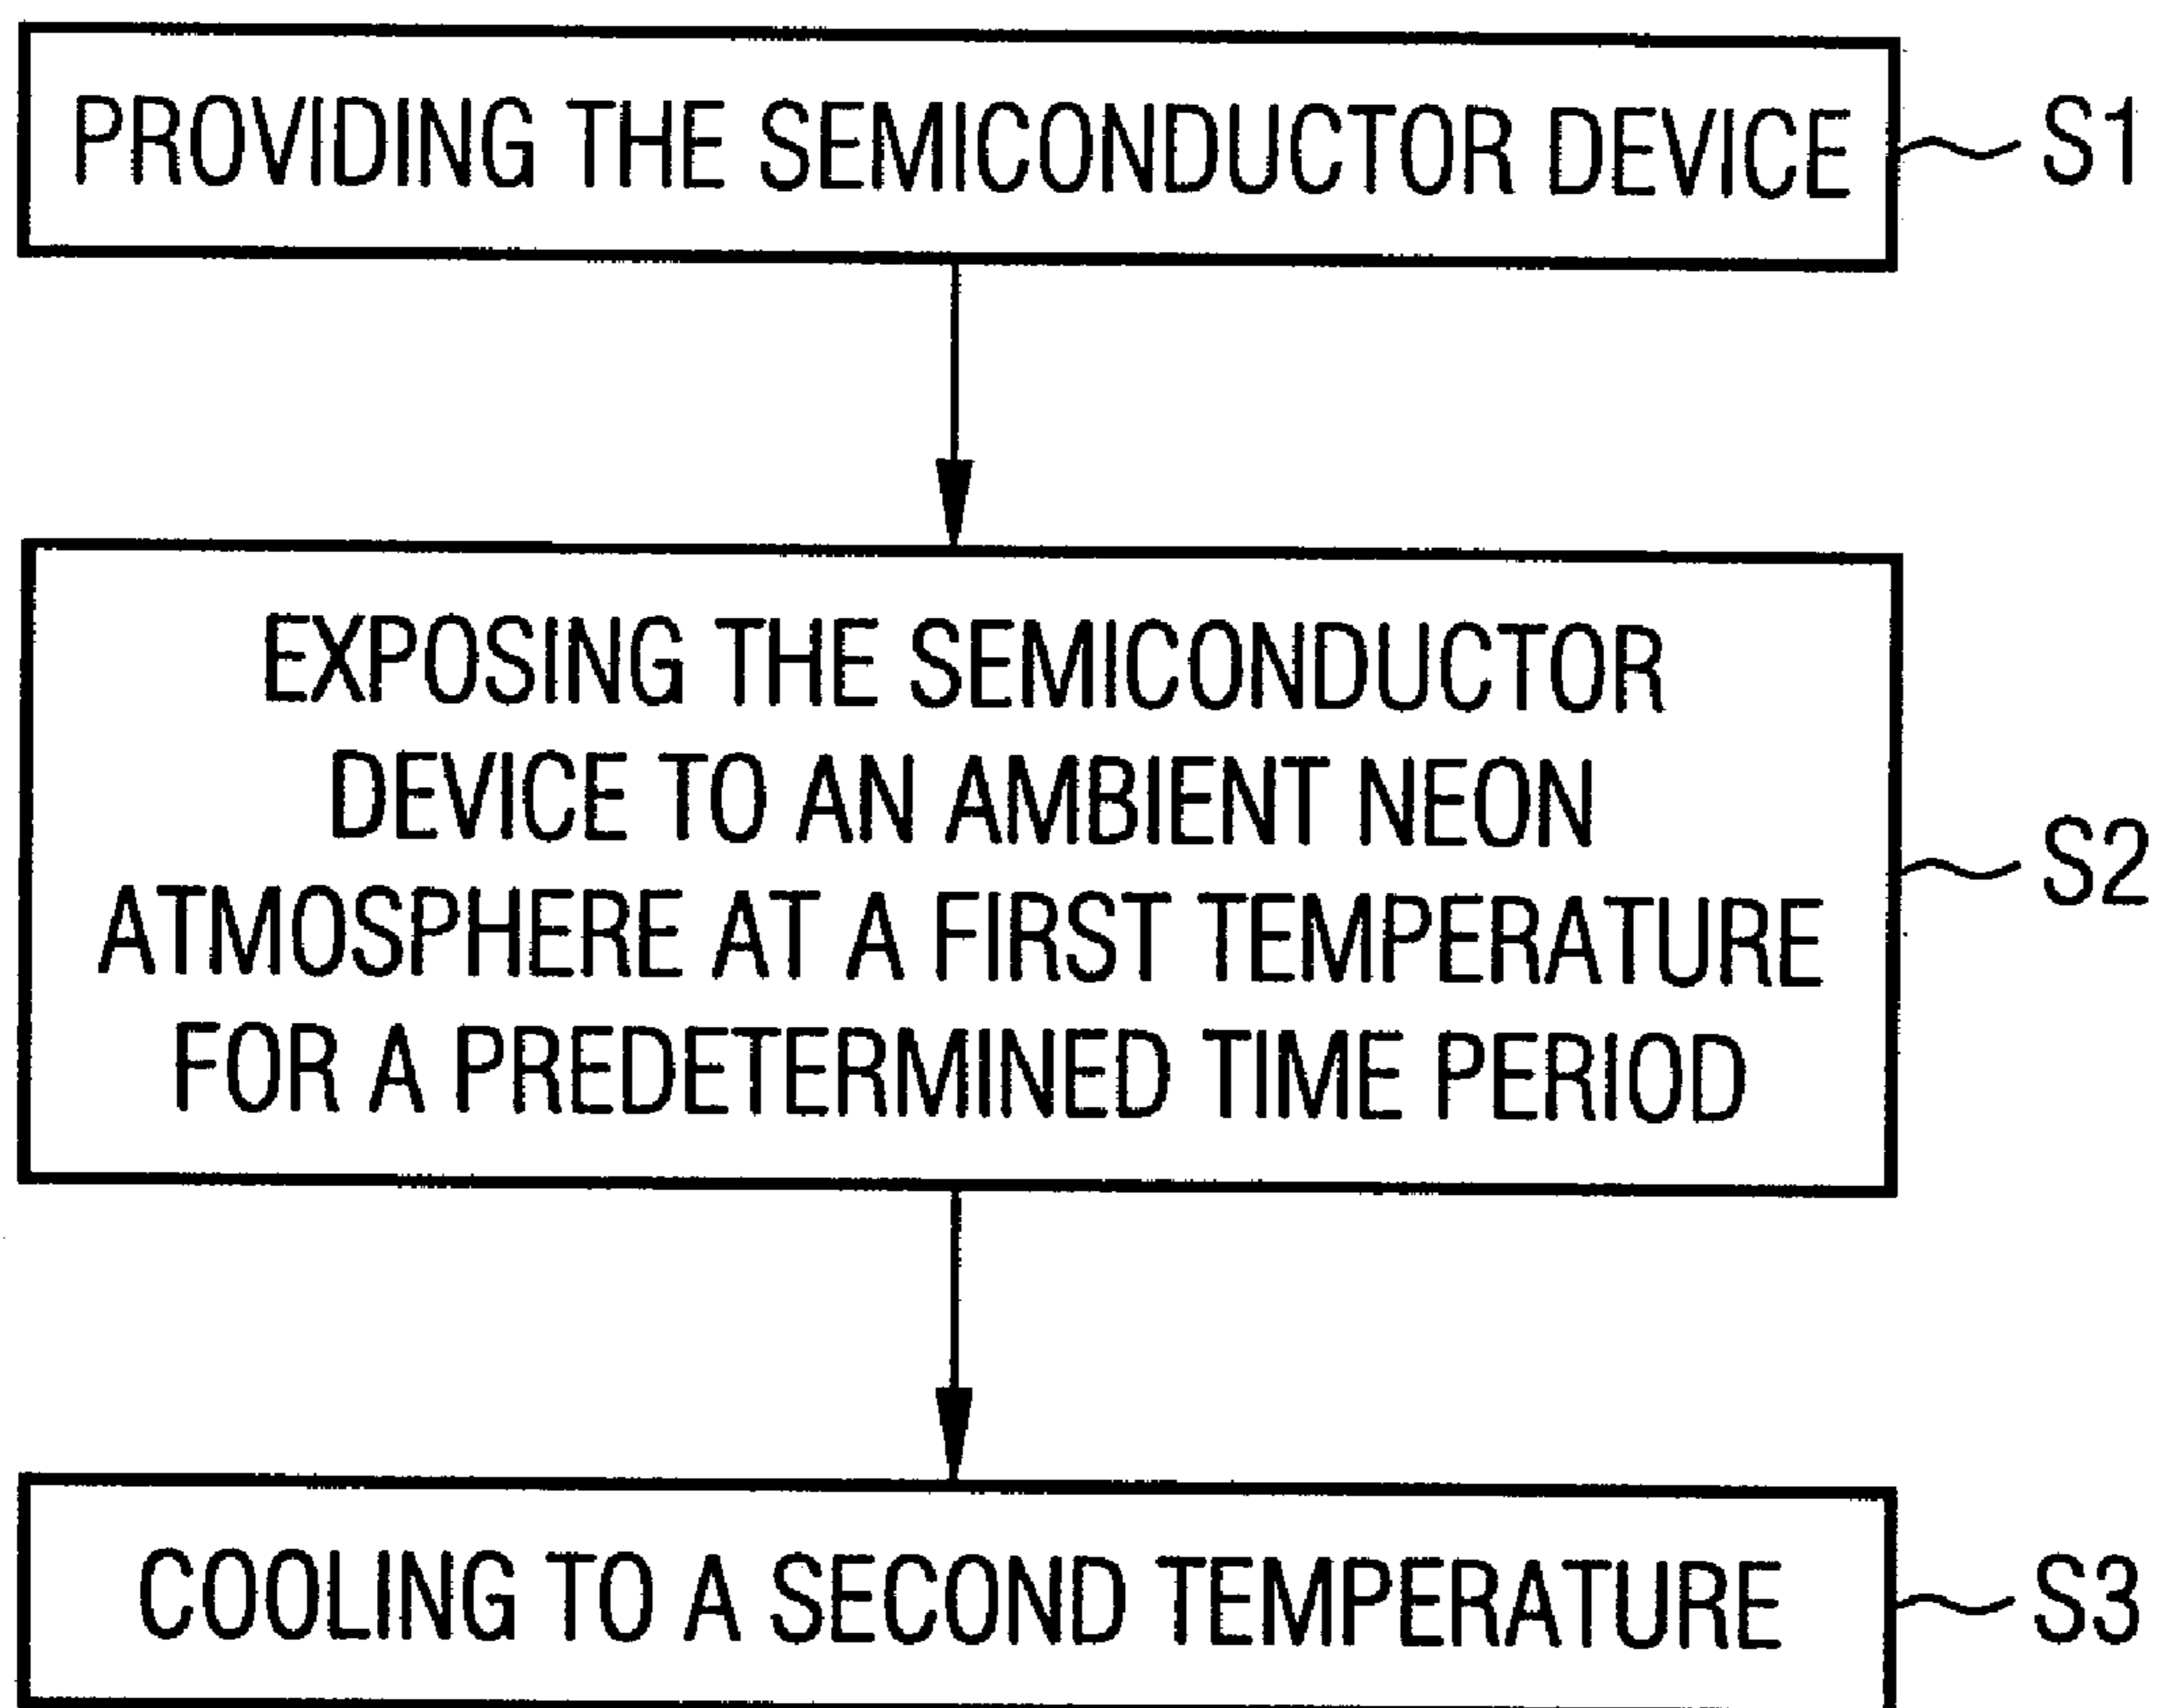 PROVIDING THE SEMICONDUCTOR DEVICE
S1
EXPOSING THE SEMICONDUCTOR
DEVICE TO AN AMBIENT NEON
ATMOSPHERE AT A FIRST TEMPERATURE
FOR A PREDETERMINED TIME PERIOD
S2
COOLING TO A SECOND TEMPERATURE
S3